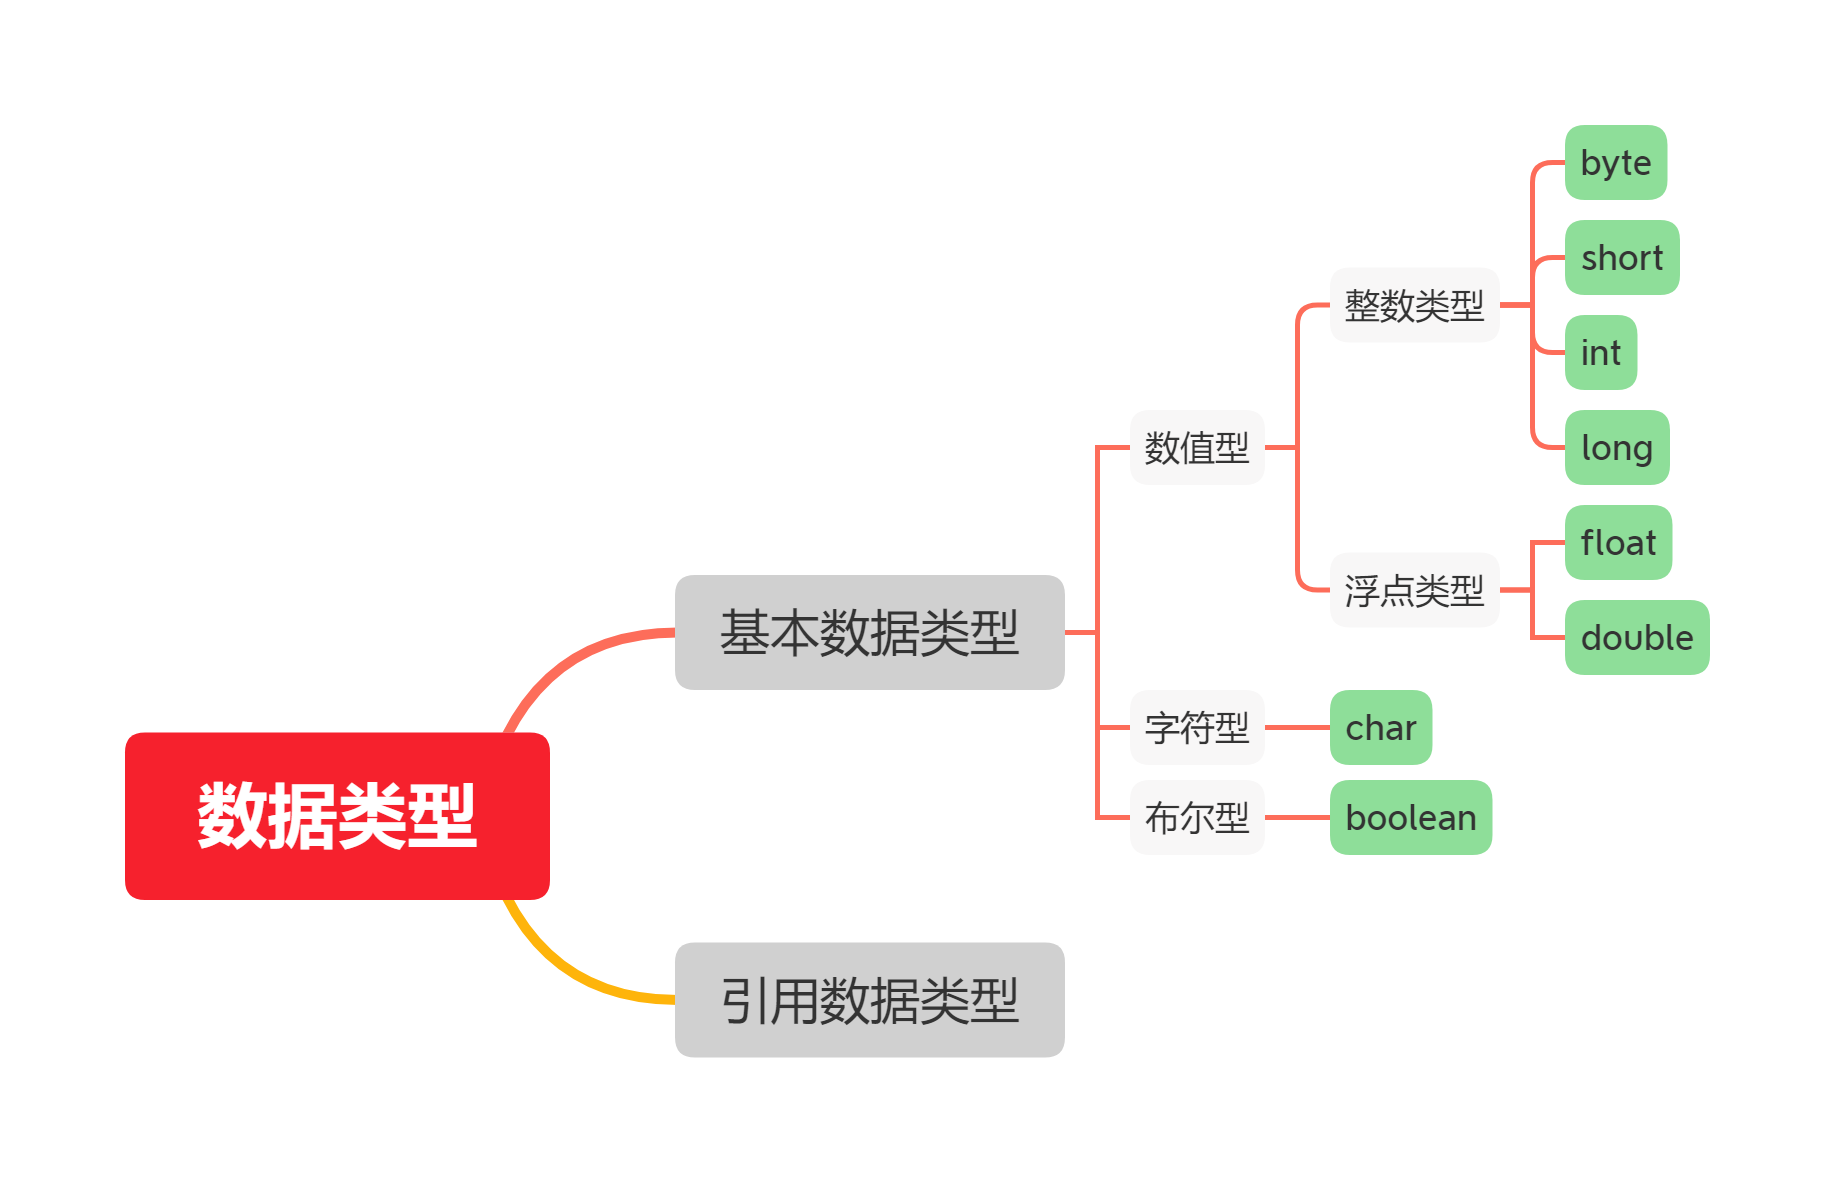 数据类型
基本数据类型
数值型
整数类型
byte
short
int
long
浮点类型
float
double
字符型
char
布尔型
boolean
引用数据类型